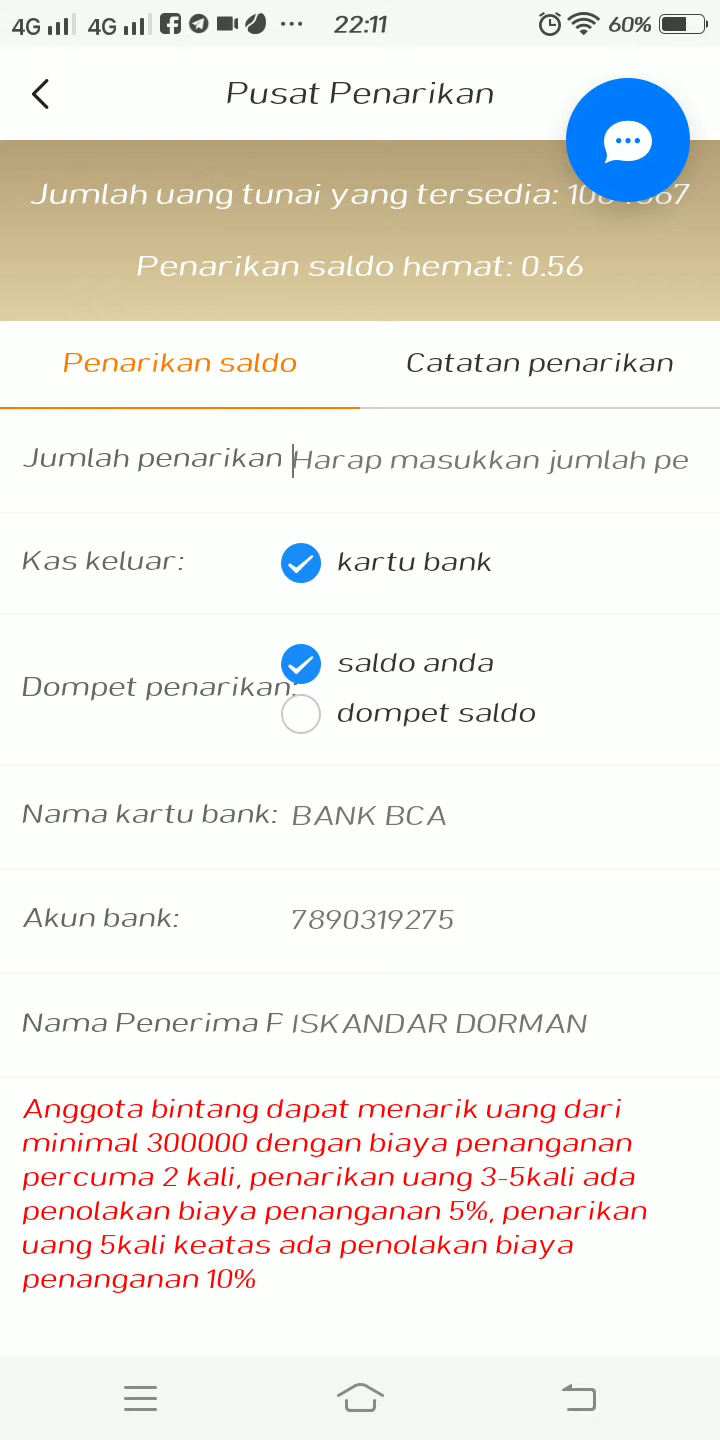 4G 4G ... 22:11 60%
Pusat Penarikan
Jumlah uang tunai yang tersedia:
Penarikan saldo hemat: 0.56
Penarikan saldo Catatan penarikan
Jumlah penarikan Harap masukkan jumlah pe
Kas keluar: kartu bank
saldo anda
Dompet penarikan:
dompet saldo
Nama kartu bank: BANK BCA
Akun bank: 7890319275
Nama Penerima P ISKANDAR DORMAN
Anggota bintang dapat menarik uang dari
minimal 300000 dengan biaya penanganan
percuma 2 kali, penarikan uang 3-5kali ada
penolakan biaya penanganan 5%, penarikan
uang 5kali keatas ada penolakan biaya
penanganan 10%